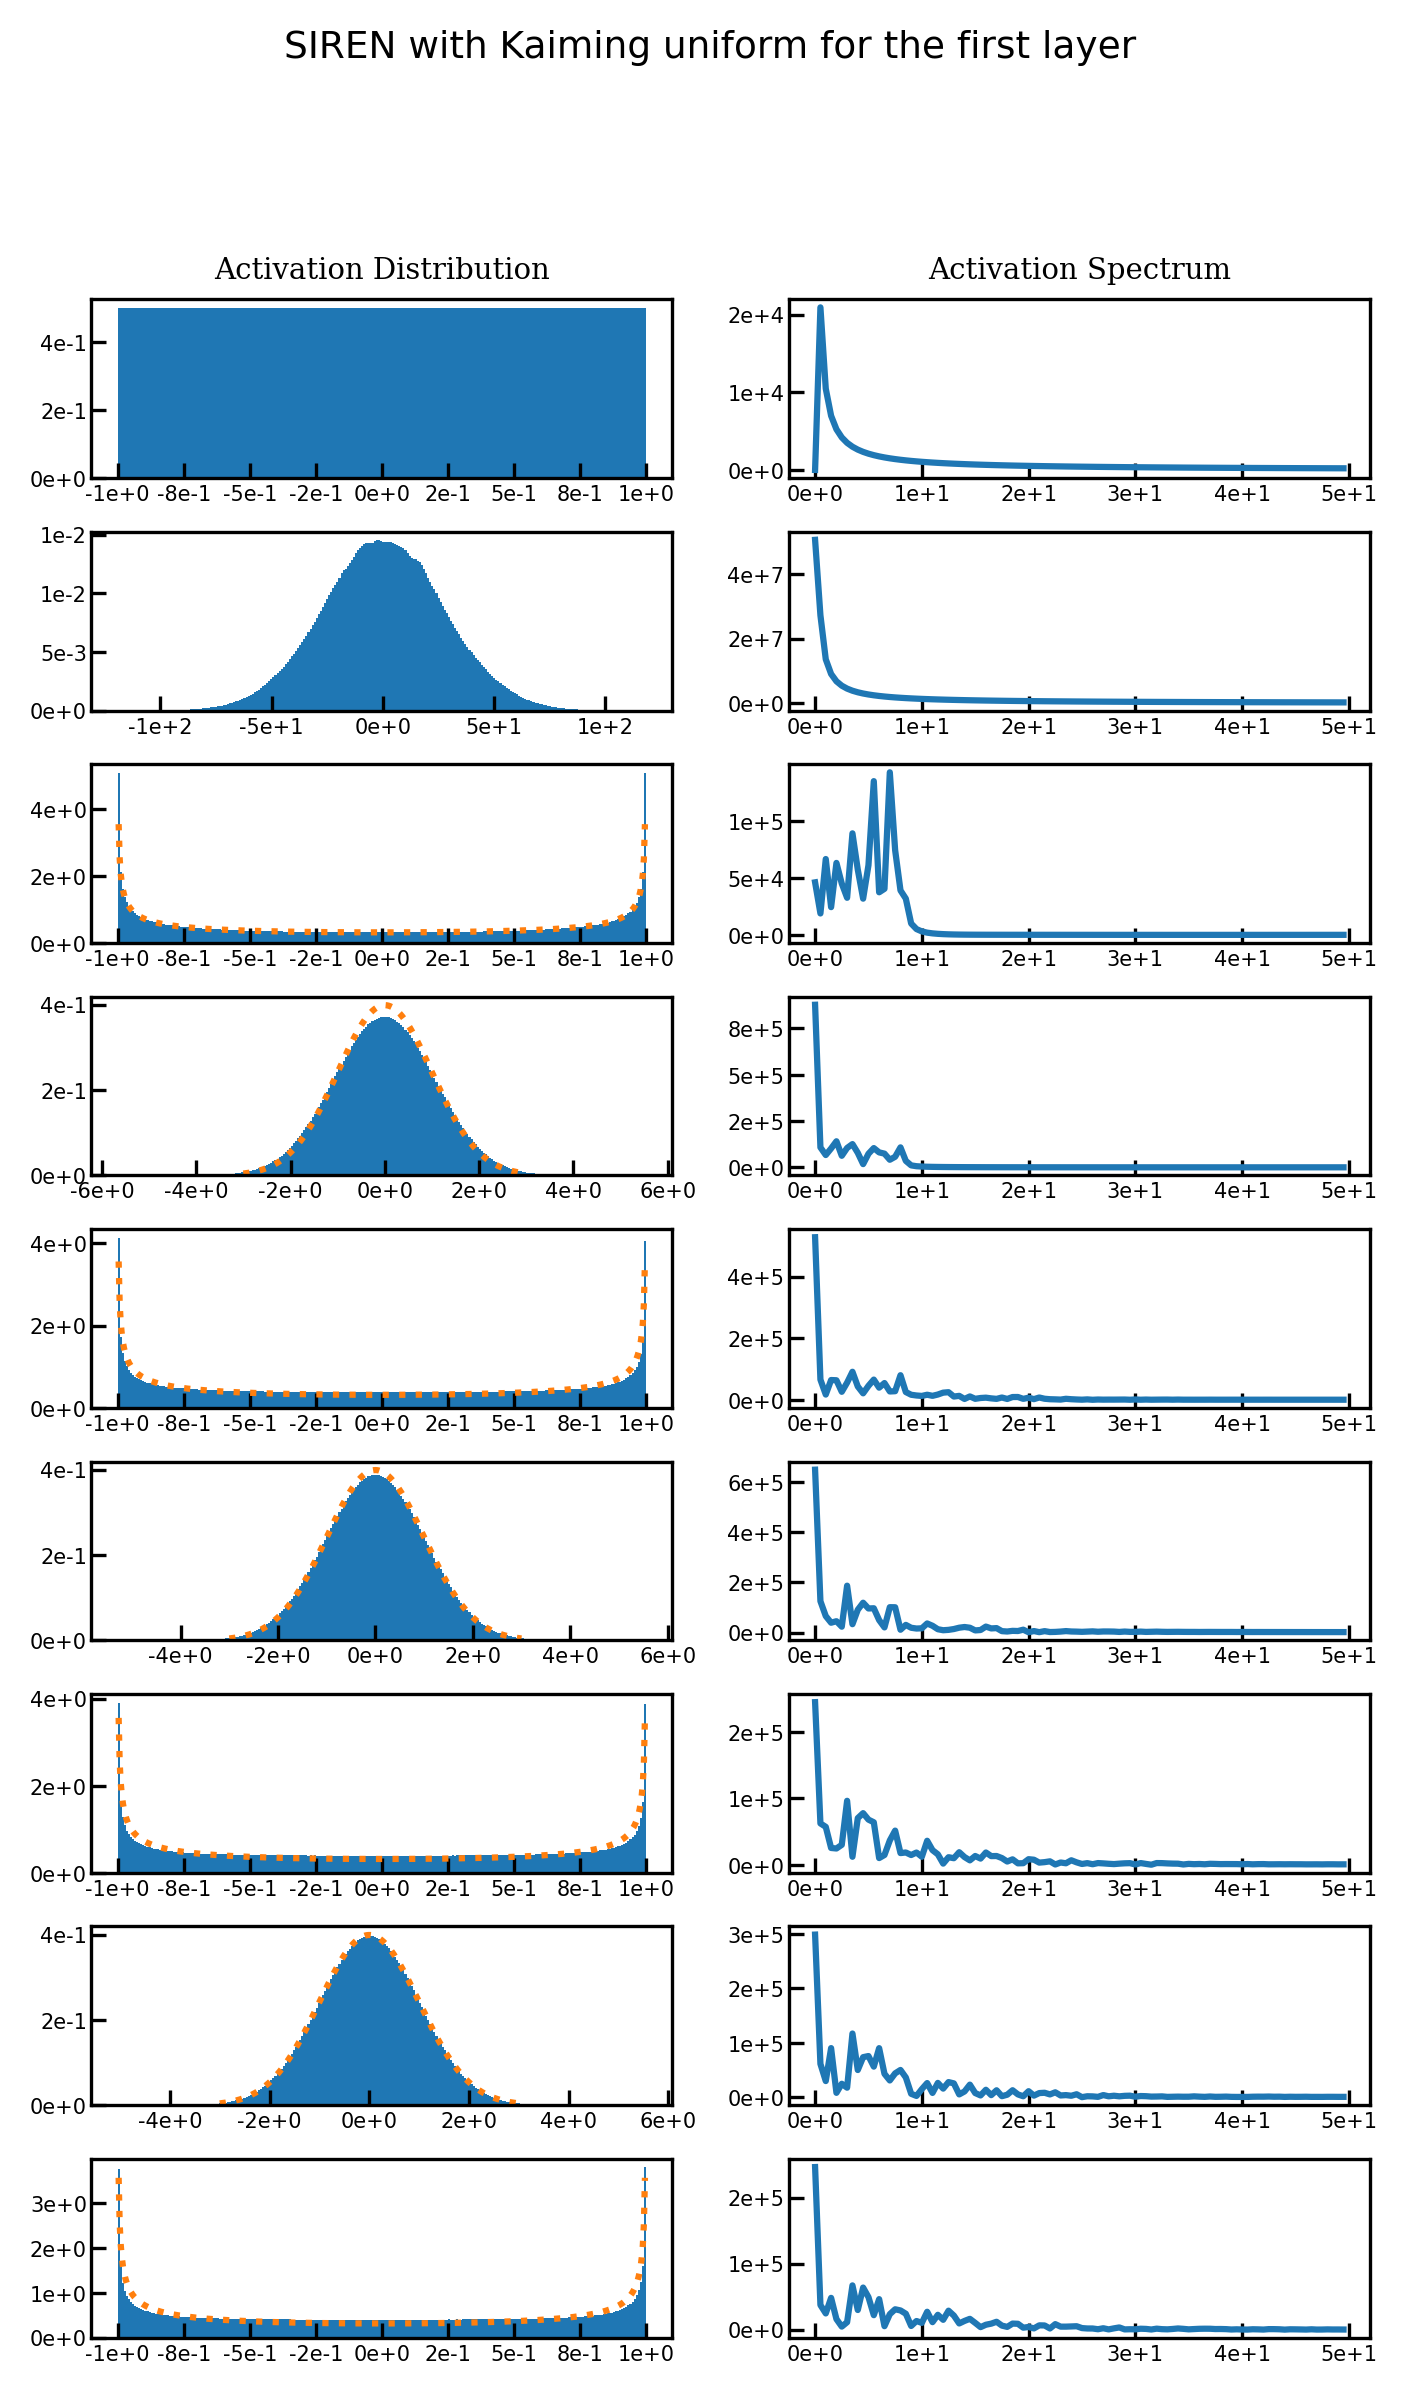 SIREN with Kaiming uniform for the first layer
Activation Distribution Activation Spectrum
4e-1 2e+4
2e-1 1e+4
0e+0 0e+0
-1e+0 -8e-1 -5e-1 -2e-1 0e+0 2e-1 5e-1 8e-1 1e+0 0e+0 1e+1 2e+1 3e+1 4e+1 5e+1
1e-2 4e+7
1e-2 2e+7
5e-3 0e+0
0e+0
-1e+2 -5e+1 0e+0 5e+1 1e+2 0e+0 1e+1 2e+1 3e+1 4e+1 5e+1
4e+0 1e+5
2e+0 5e+4
0e+0 0e+0
-1e+0 -8e-1 -5e-1 -2e-1 0e+0 2e-1 5e-1 8e-1 1e+0 0e+0 1e+1 2e+1 3e+1 4e+1 5e+1
4e-1 8e+5
2e-1 5e+5
0e+0 2e+5
0e+0
-6e+0 -4e+0 -2e+0 0e+0 2e+0 4e+0 6e+0 0e+0 1e+1 2e+1 3e+1 4e+1 5e+1
4e+0 4e+5
2e+0 2e+5
0e+0 0e+0
-1e+0 -8e-1 -5e-1 -2e-1 0e+0 2e-1 5e-1 8e-1 1e+0 0e+0 1e+1 2e+1 3e+1 4e+1 5e+1
4e-1 6e+5
2e-1 4e+5
0e+0 2e+5
0e+0
-4e+0 -2e+0 0e+0 2e+0 4e+0 6e+0 0e+0 1e+1 2e+1 3e+1 4e+1 5e+1
4e+0 2e+5
2e+0 1e+5
0e+0 0e+0
-1e+0 -8e-1 -5e-1 -2e-1 0e+0 2e-1 5e-1 8e-1 1e+0 0e+0 1e+1 2e+1 3e+1 4e+1 5e+1
4e-1 3e+5
2e-1 2e+5
0e+0 1e+5
0e+0
-4e+0 -2e+0 0e+0 2e+0 4e+0 6e+0 0e+0 1e+1 2e+1 3e+1 4e+1 5e+1
3e+0 2e+5
2e+0 1e+5
1e+0 0e+0
0e+0
-1e+0 -8e-1 -5e-1 -2e-1 0e+0 2e-1 5e-1 8e-1 1e+0 0e+0 1e+1 2e+1 3e+1 4e+1 5e+1